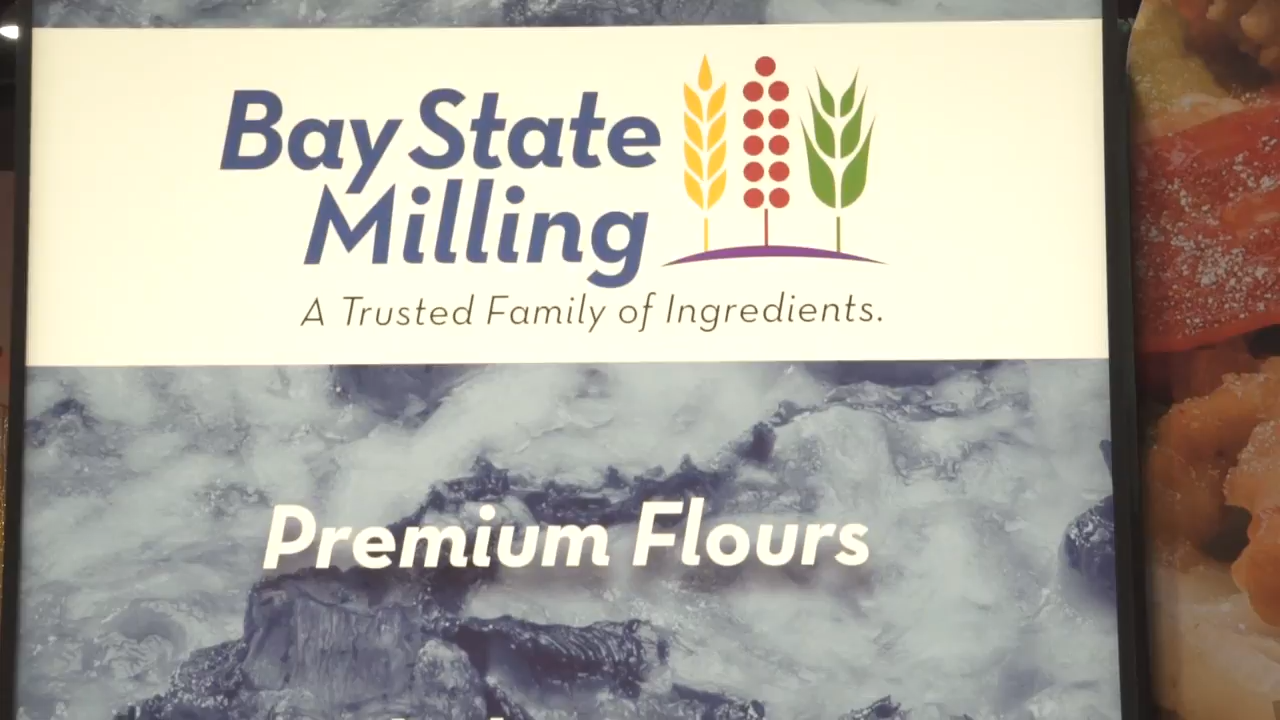 Bay State
Milling
A Trusted Family of Ingredients.
Premium Flours